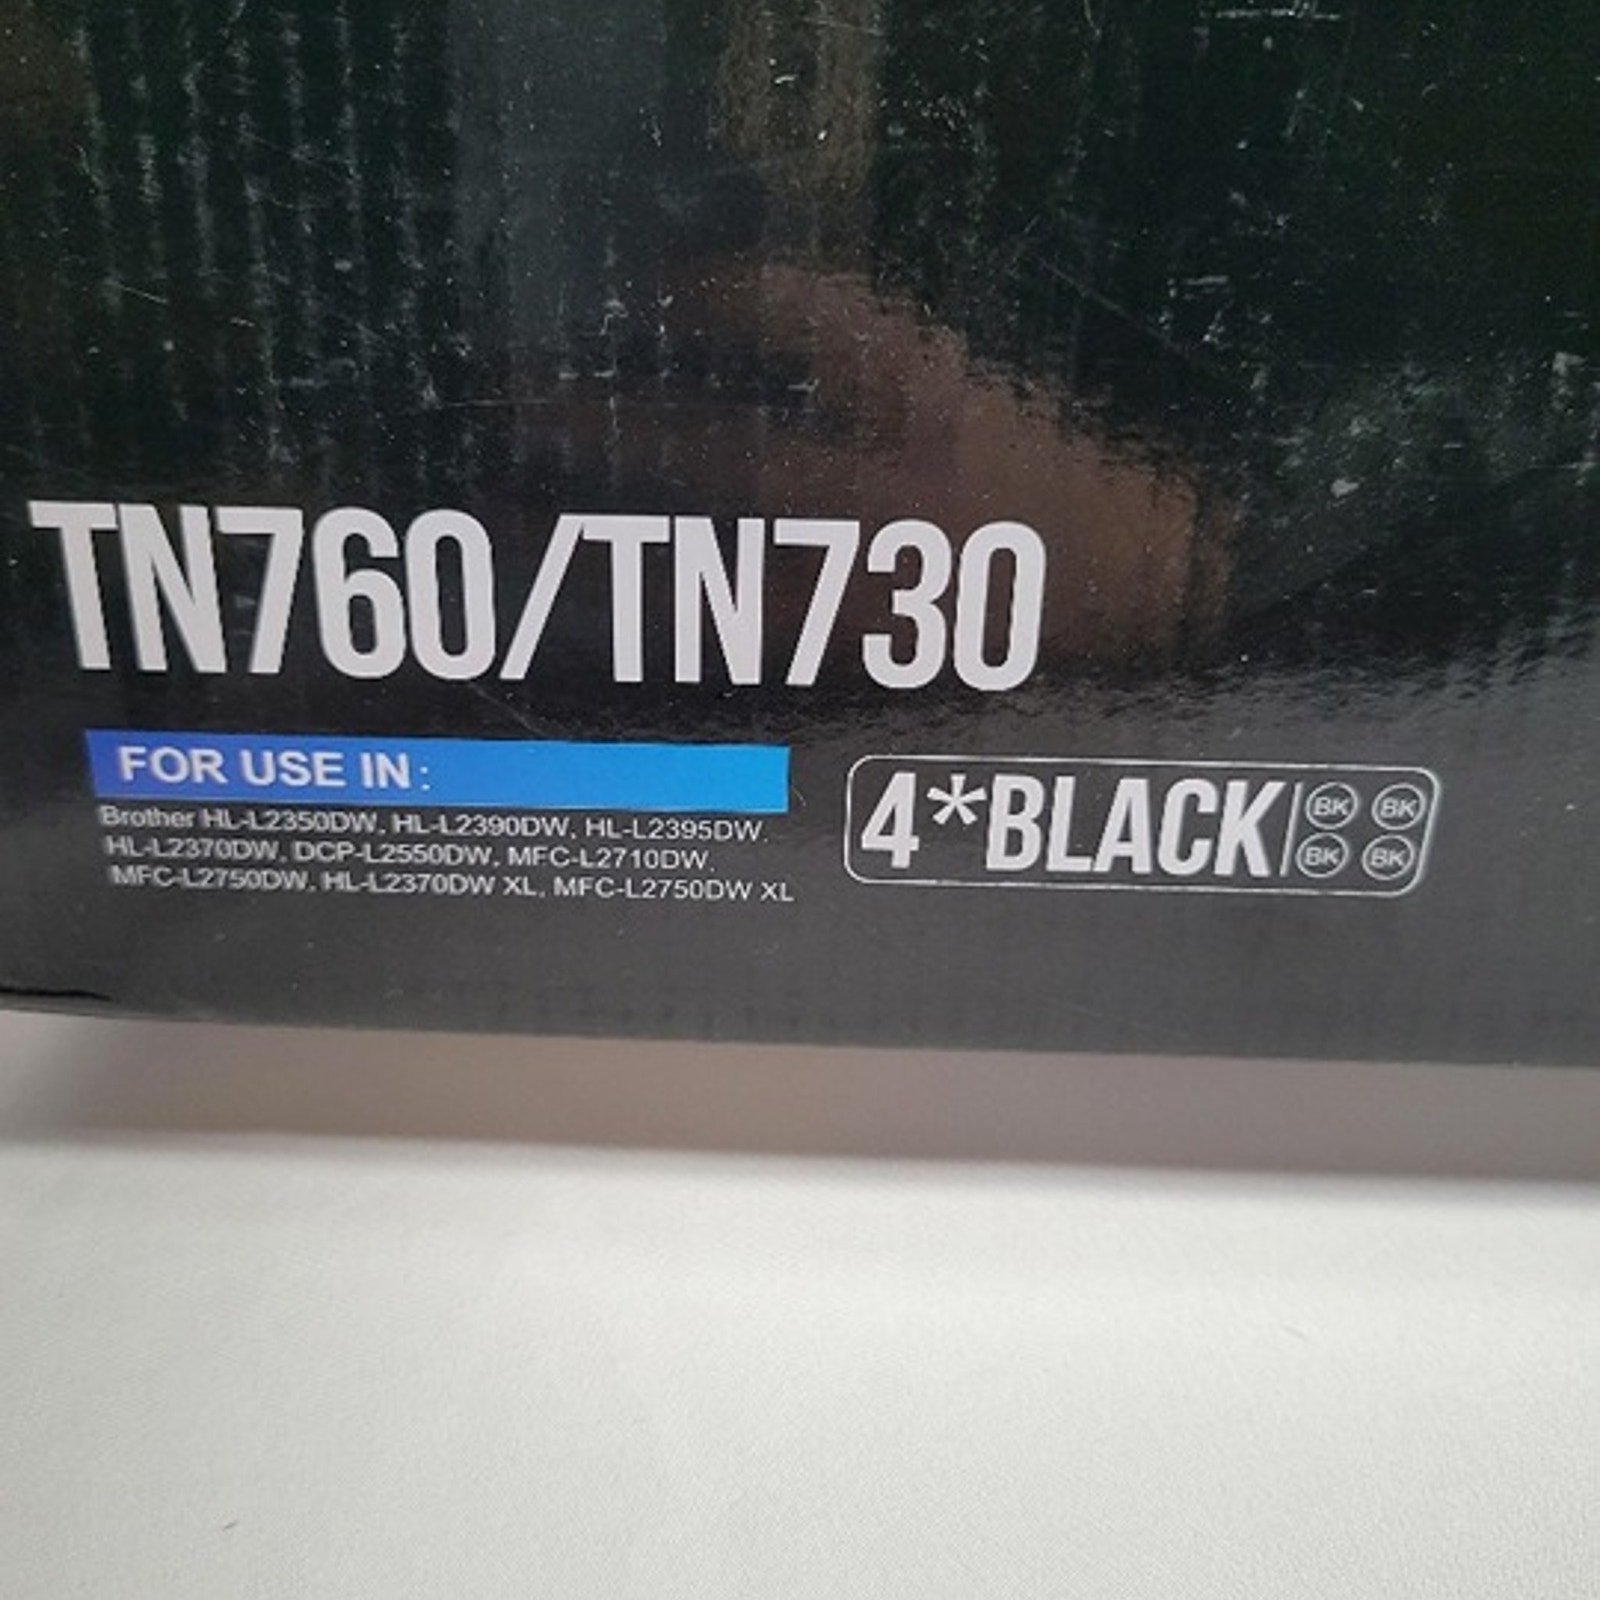 TN760/TN730
FOR USE IN:
Brother HL-L2350DW, HL-L2390DW, HL-L2395DW,
HL-L2370DW, DCP-L2550DW, MFC-L2710DW,
MFC-L2750DW, HL-L2370DW XL, MFC-L2750DW XL
4*BLACK
BK BK
BK BK